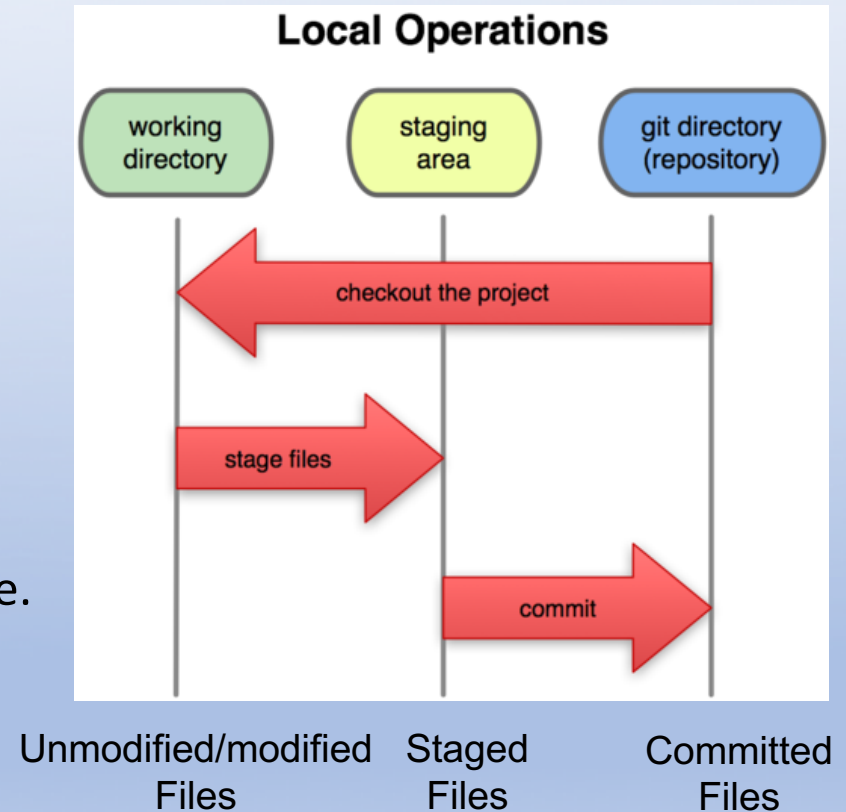 Local Operations
working
directory
staging
area
git directory
(repository)
checkout the project
stage files
e.
commit
Unmodified/modified
Files
Staged
Files
Committed
Files